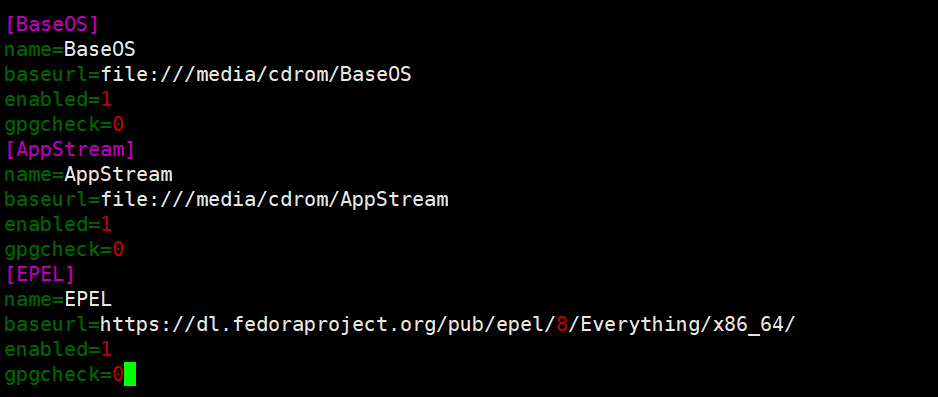 [BaseOS]
name=BaseOS
baseurl=file:///media/cdrom/BaseOS
enabled=1
gpgcheck=0
[AppStream]
name=AppStream
baseurl=file:///media/cdrom/AppStream
enabled=1
gpgcheck=0
[EPEL]
name=EPEL
baseurl=https://dl.fedoraproject.org/pub/epel/8/Everything/x86_64/
enabled=1
gpgcheck=0